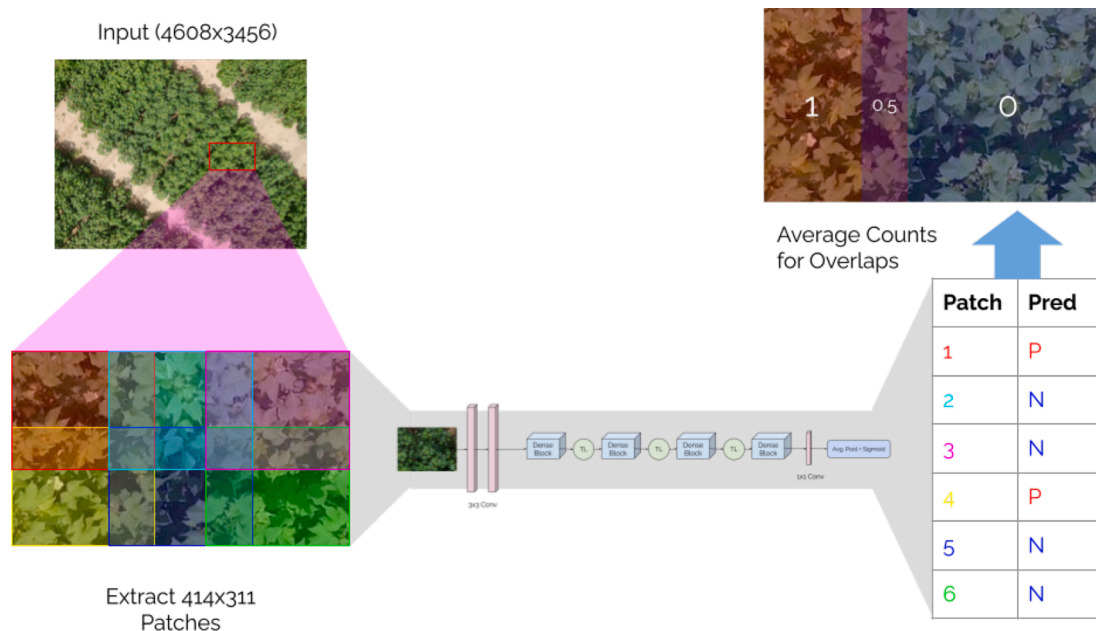 Input (4608x3456)
1
0.5
0
Average Counts
for Overlaps
Patch Pred
1 P
2 N
3 N
4 P
5 N
6 N
Dense
Block
TL
Dense
Block
TL
Dense
Block
TL
Dense
Block
Avg. Pool + Sigmoid
3x3 Conv
1x1 Conv
Extract 414x311
Patches